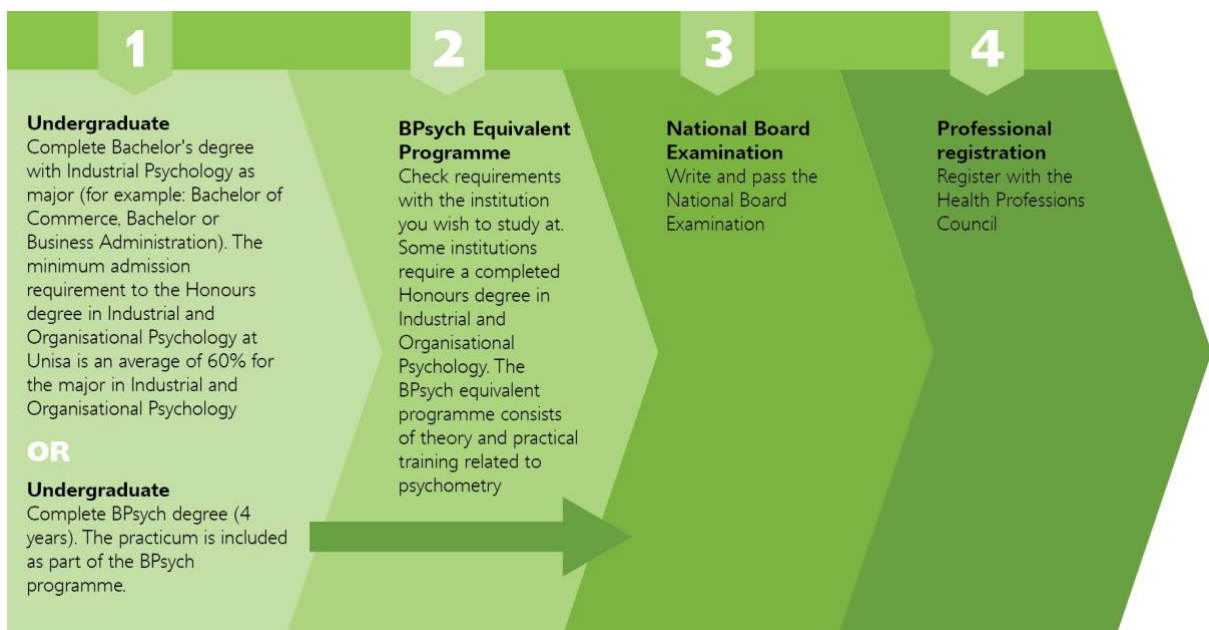 1
Undergraduate
Complete Bachelor's degree
with Industrial Psychology as
major (for example: Bachelor of
Commerce, Bachelor or
Business Administration). The
minimum admission
requirement to the Honours
degree in Industrial and
Organisational Psychology at
Unisa is an average of 60% for
the major in Industrial and
Organisational Psychology
OR
Undergraduate
Complete BPsych degree (4
years). The practicum is included
as part of the BPsych
programme.
2
BPsych Equivalent
Programme
Check requirements
with the institution
you wish to study at.
Some institutions
require a completed
Honours degree in
Industrial and
Organisational
Psychology. The
BPsych equivalent
programme consists
of theory and practical
training related to
psychometry
3
National Board
Examination
Write and pass the
National Board
Examination
4
Professional
registration
Register with the
Health Professions
Council